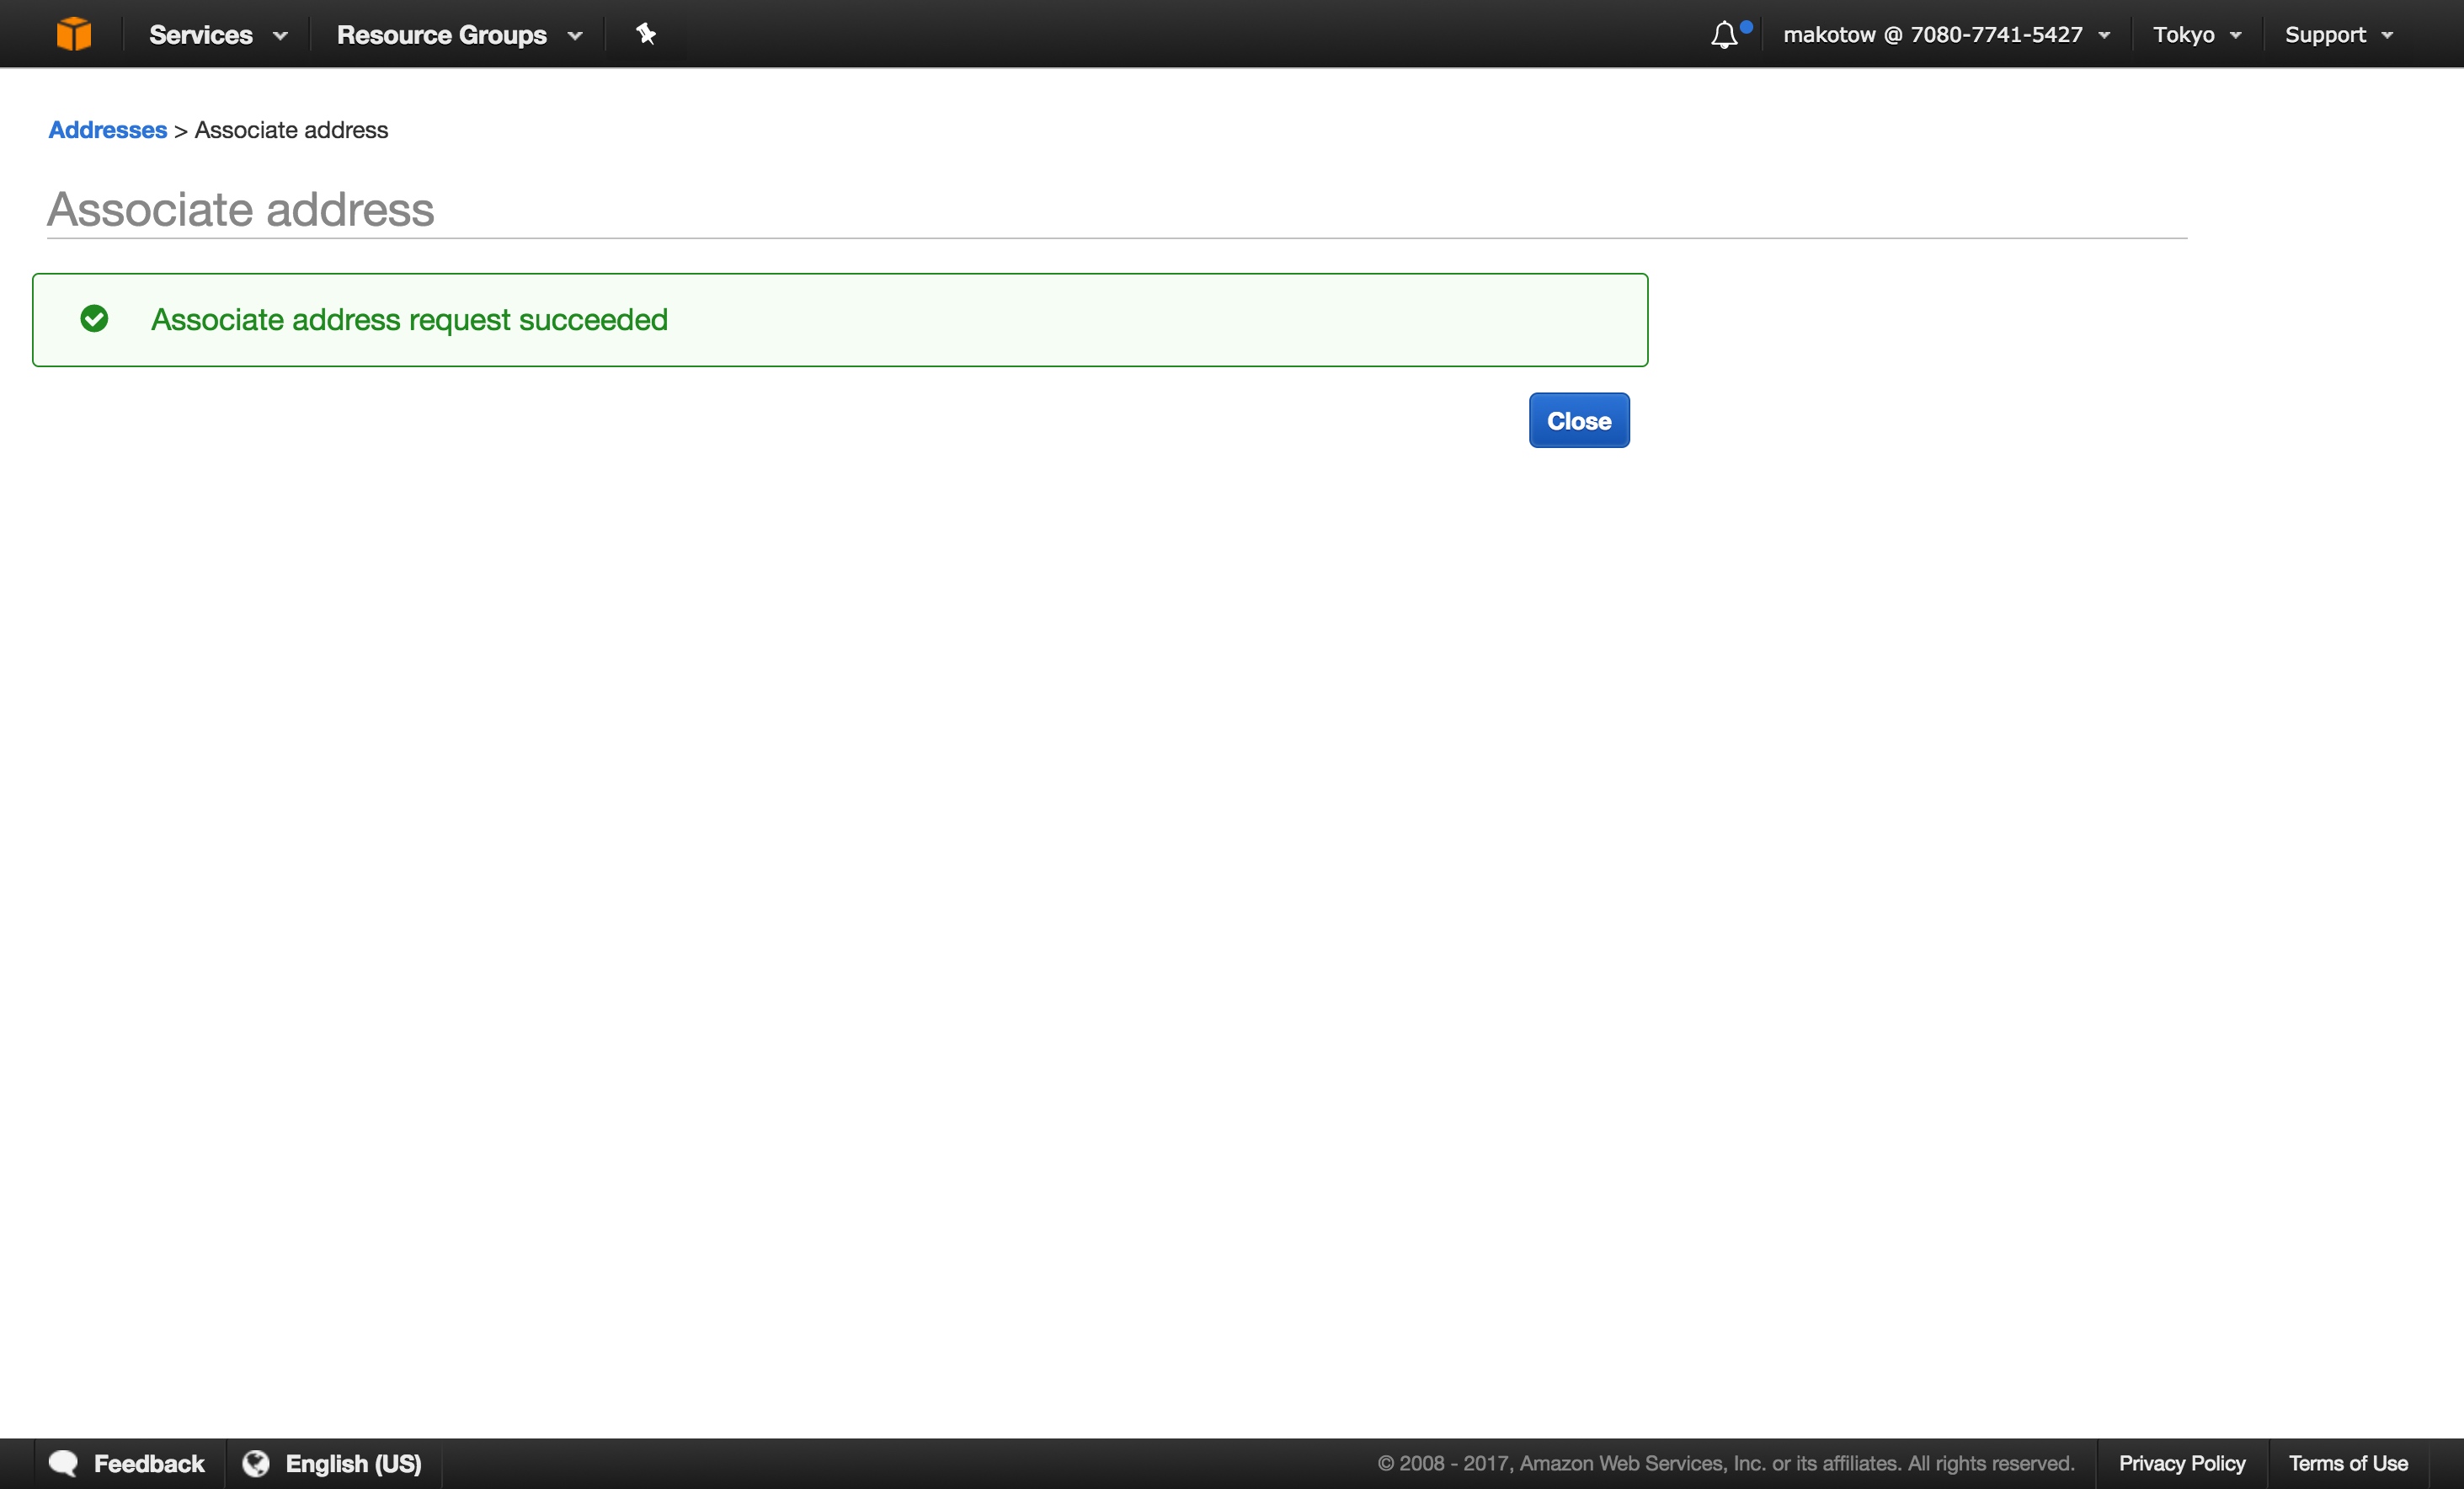 Services Resource Groups makotow @ 7080-7741-5427 Tokyo Support
Addresses > Associate address
Associate address
Associate address request succeeded
Close
Feedback English (US) © 2008 - 2017, Amazon Web Services, Inc. or its affiliates. All rights reserved. Privacy Policy Terms of Use